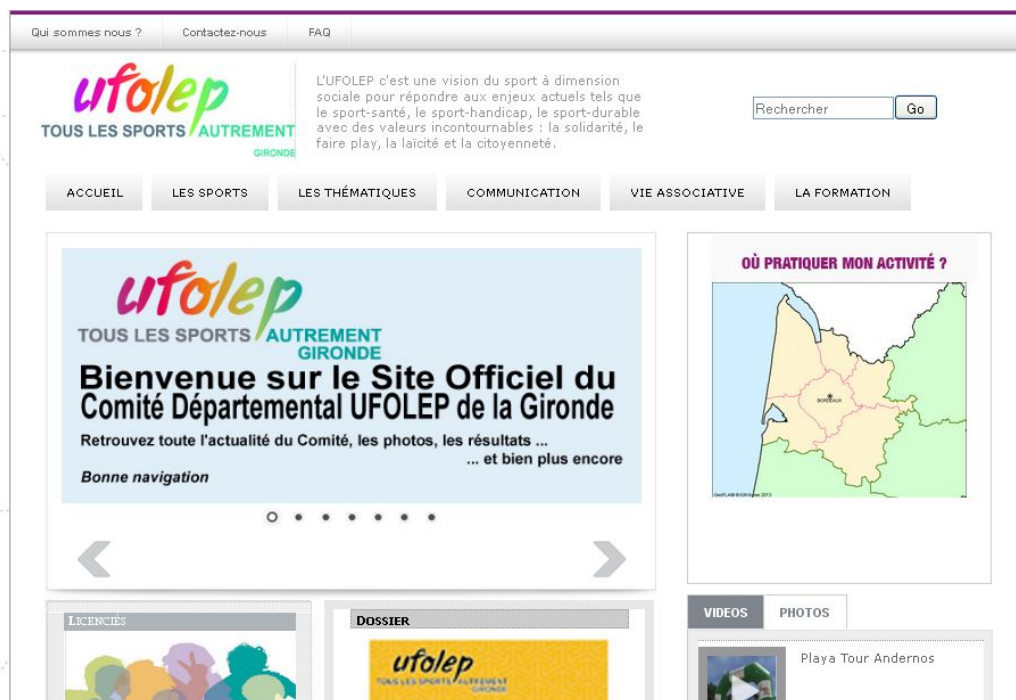 Qui sommes nous ? Contactez-nous FAQ
ufolep
TOUS LES SPORTS AUTREMENT
GIRONDE
L'UFOLEP c'est une vision du sport à dimension
sociale pour répondre aux enjeux actuels tels que
le sport-santé, le sport-handicap, le sport-durable
avec des valeurs incontournables : la solidarité, le
faire play, la laïcité et la citoyenneté.
Rechercher Go
ACCUEIL LES SPORTS LES THÉMATIQUES COMMUNICATION VIE ASSOCIATIVE LA FORMATION
ufolep
TOUS LES SPORTS AUTREMENT
GIRONDE
Bienvenue sur le Site Officiel du
Comité Départemental UFOLEP de la Gironde
Retrouvez toute l'actualité du Comité, les photos, les résultats ...
... et bien plus encore
Bonne navigation
OÙ PRATIQUER MON ACTIVITÉ ?
BORDEAUX
LICENCIÉS
DOSSIER
ufolep
TOUS LES SPORTS AUTREMENT
GIRONDE
VIDEOS PHOTOS
Playa Tour Andernos